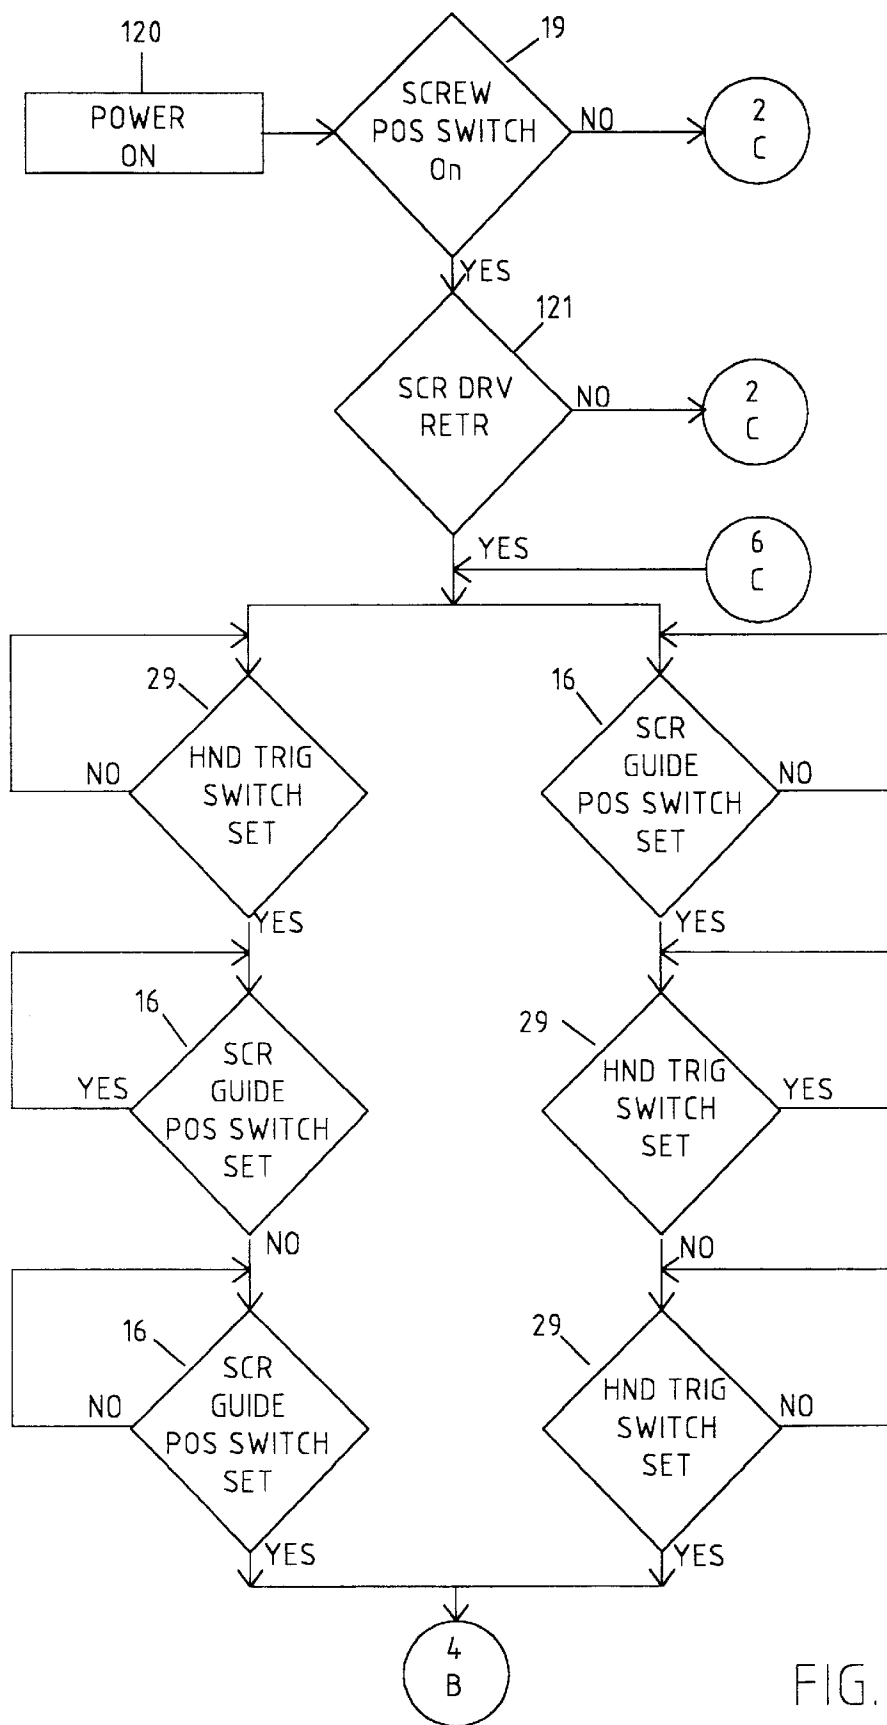 120
POWER
ON
19
SCREW
POS SWITCH
On
NO
2
C
YES
121
SCR DRV
RETR
NO
2
C
YES
6
C
29
HND TRIG
SWITCH
SET
NO
YES
16
SCR
GUIDE
POS SWITCH
SET
NO
YES
16
SCR
GUIDE
POS SWITCH
SET
YES
NO
29
HND TRIG
SWITCH
SET
YES
NO
16
SCR
GUIDE
POS SWITCH
SET
NO
YES
29
HND TRIG
SWITCH
SET
NO
YES
4
B
FIG.